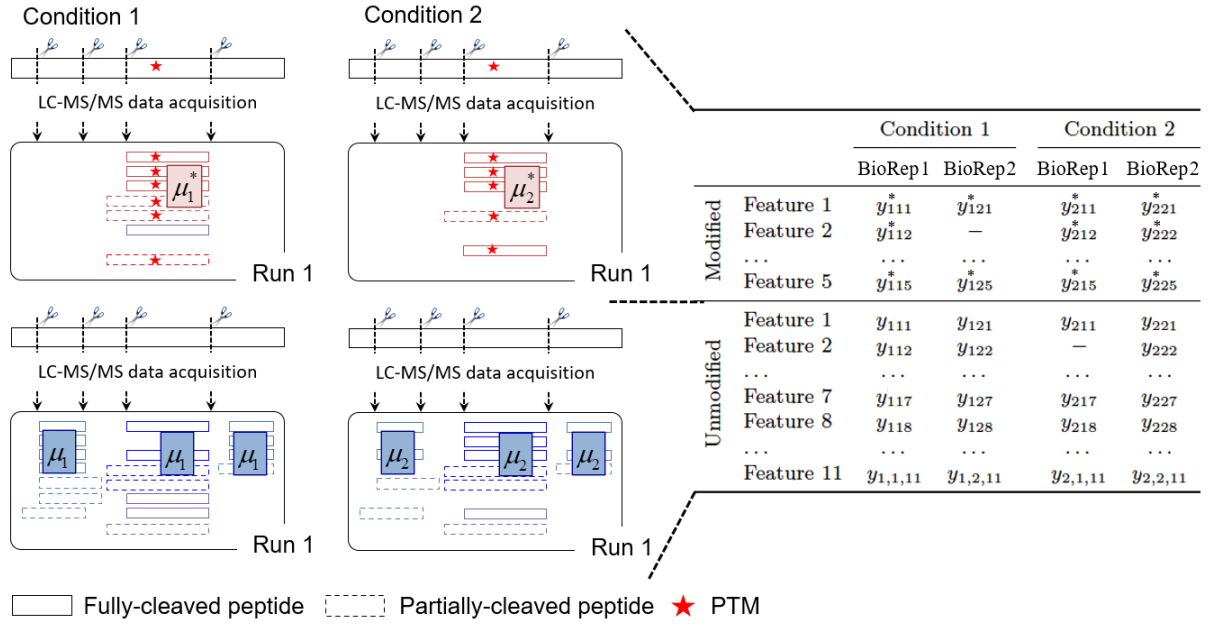 Condition 1
Condition 2
LC-MS/MS data acquisition
LC-MS/MS data acquisition
μ₁*
μ₂*
Run 1
Run 1
LC-MS/MS data acquisition
LC-MS/MS data acquisition
μ₁ μ₁ μ₁
μ₂ μ₂ μ₂
Run 1
Run 1
Fully-cleaved peptide Partially-cleaved peptide PTM
Condition 1 Condition 2
BioRep1 BioRep2 BioRep1 BioRep2
Modified
Feature 1 y*₁₁₁ y*₁₂₁ y*₂₁₁ y*₂₂₁
Feature 2 y*₁₁₂ – y*₂₁₂ y*₂₂₂
... ... ... ... ...
Feature 5 y*₁₁₅ y*₁₂₅ y*₂₁₅ y*₂₂₅
Unmodified
Feature 1 y₁₁₁ y₁₂₁ y₂₁₁ y₂₂₁
Feature 2 y₁₁₂ y₁₂₂ – y₂₂₂
... ... ... ... ...
Feature 7 y₁₁₇ y₁₂₇ y₂₁₇ y₂₂₇
Feature 8 y₁₁₈ y₁₂₈ y₂₁₈ y₂₂₈
... ... ... ... ...
Feature 11 y₁,₁,₁₁ y₁,₂,₁₁ y₂,₁,₁₁ y₂,₂,₁₁